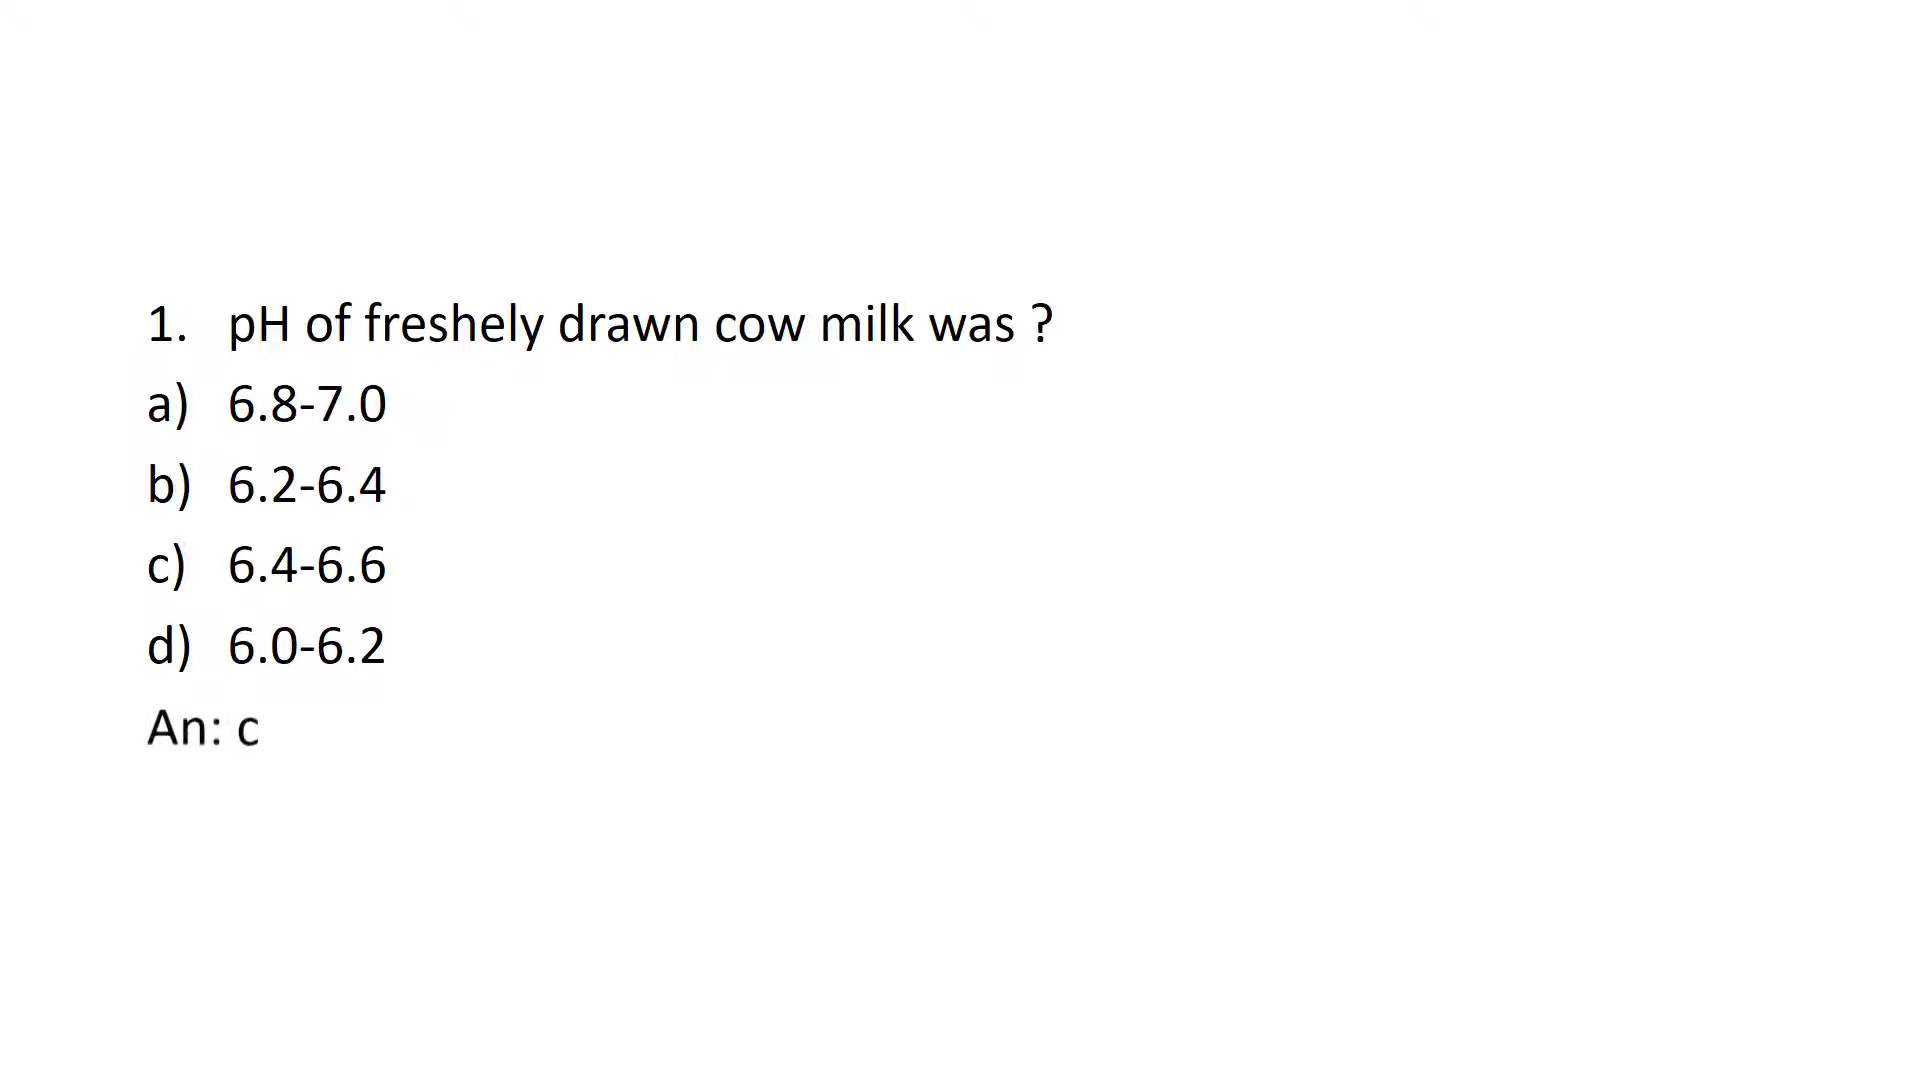 1. pH of freshely drawn cow milk was ?
a) 6.8-7.0
b) 6.2-6.4
c) 6.4-6.6
d) 6.0-6.2
An: c